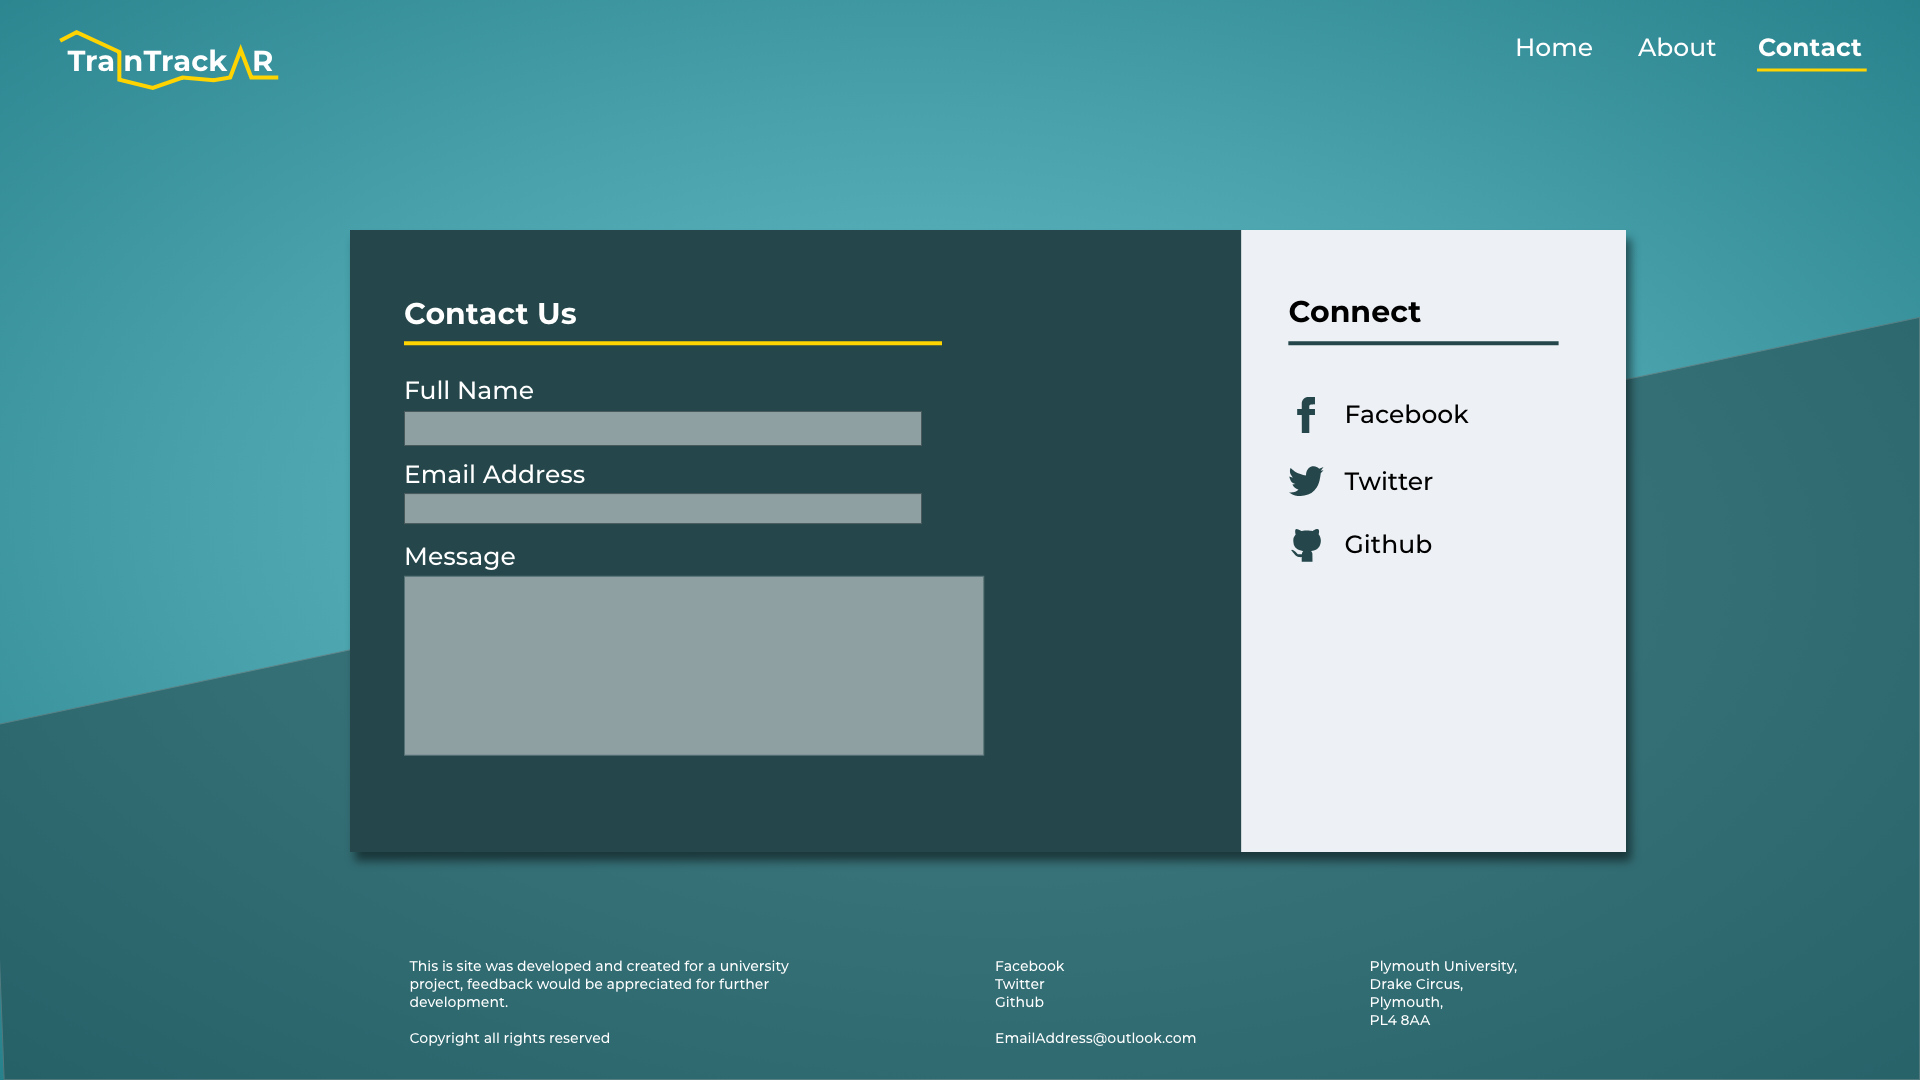 TranTrackAR
Home
About
Contact
Contact Us
Full Name
Email Address
Message
Connect
Facebook
Twitter
Github
This is site was developed and created for a university
project, feedback would be appreciated for further
development.
Copyright all rights reserved
Facebook
Twitter
Github
EmailAddress@outlook.com
Plymouth University,
Drake Circus,
Plymouth,
PL4 8AA